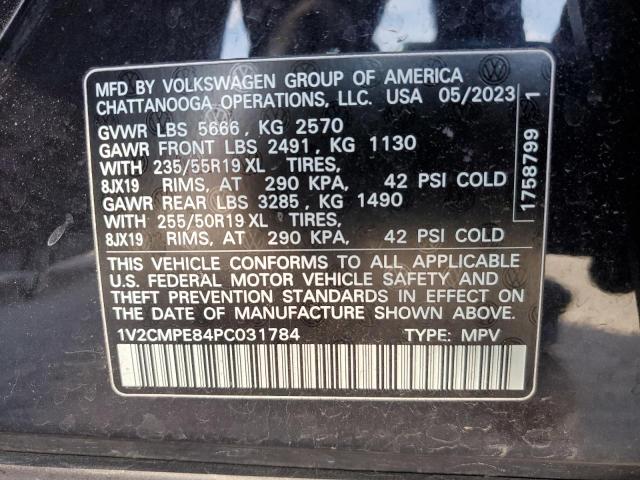 MFD BY VOLKSWAGEN GROUP OF AMERICA
CHATTANOOGA OPERATIONS, LLC. USA 05/2023
GVWR LBS 5666, KG 2570
GAWR FRONT LBS 2491, KG 1130
WITH 235/55R19 XL TIRES,
8JX19 RIMS, AT 290 KPA, 42 PSI COLD
GAWR REAR LBS 3285, KG 1490
WITH 255/50R19 XL TIRES,
8JX19 RIMS, AT 290 KPA, 42 PSI COLD
THIS VEHICLE CONFORMS TO ALL APPLICABLE
U.S. FEDERAL MOTOR VEHICLE SAFETY AND
THEFT PREVENTION STANDARDS IN EFFECT ON
THE DATE OF MANUFACTURE SHOWN ABOVE.
1V2CMPE84PC031784 TYPE: MPV
1758799 1